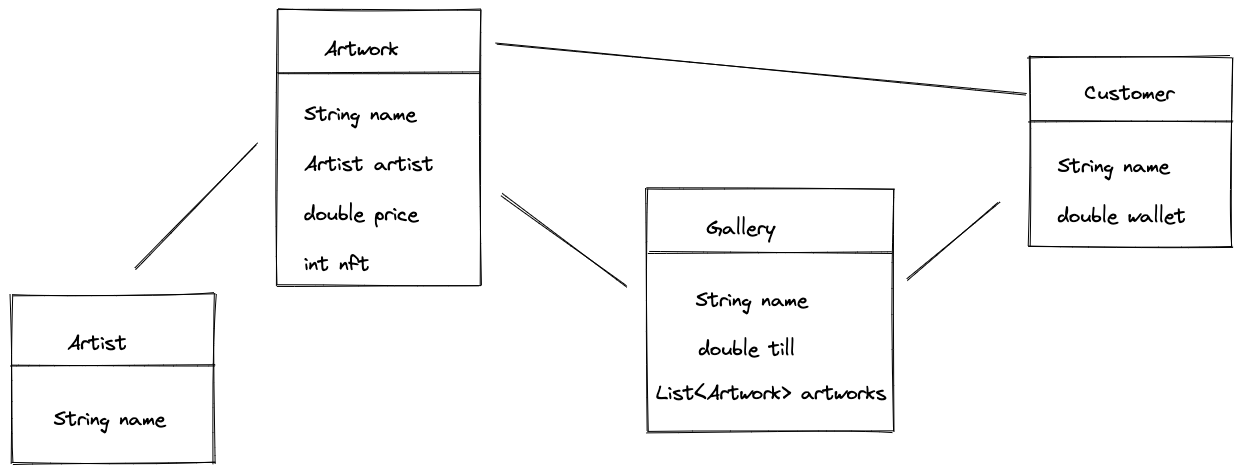 Artwork
String name
Artist artist
double price
int nft
Customer
String name
double wallet
Gallery
String name
double till
List<Artwork> artworks
Artist
String name